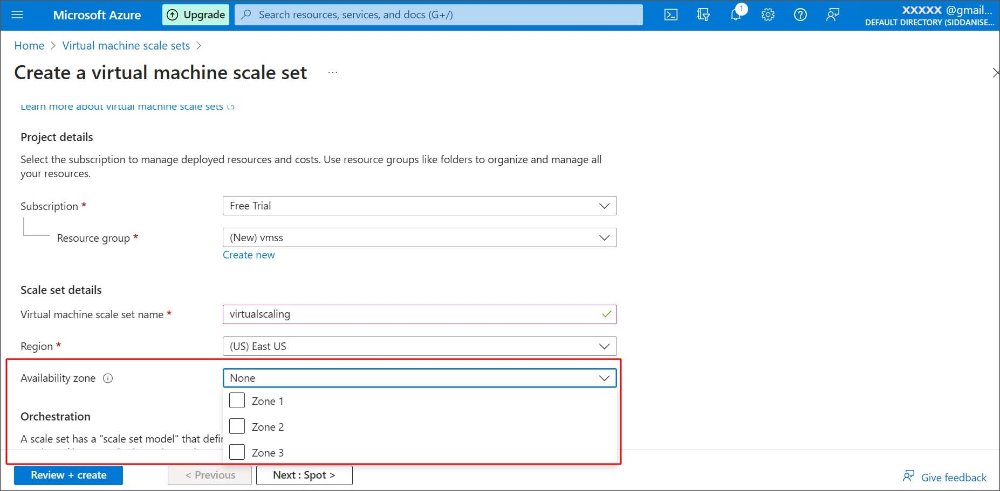 Microsoft Azure
Upgrade
Search resources, services, and docs (G+/)
1
XXXXX @gmail...
DEFAULT DIRECTORY (SIDDANISE...
Home > Virtual machine scale sets >
Create a virtual machine scale set ...
Learn more about virtual machine scale sets
Project details
Select the subscription to manage deployed resources and costs. Use resource groups like folders to organize and manage all
your resources.
Subscription *
Free Trial
Resource group *
(New) vmss
Create new
Scale set details
Virtual machine scale set name *
virtualscaling
Region *
(US) East US
Availability zone
None
Zone 1
Zone 2
Zone 3
Orchestration
A scale set has a "scale set model" that defi
Review + create
< Previous
Next : Spot >
Give feedback